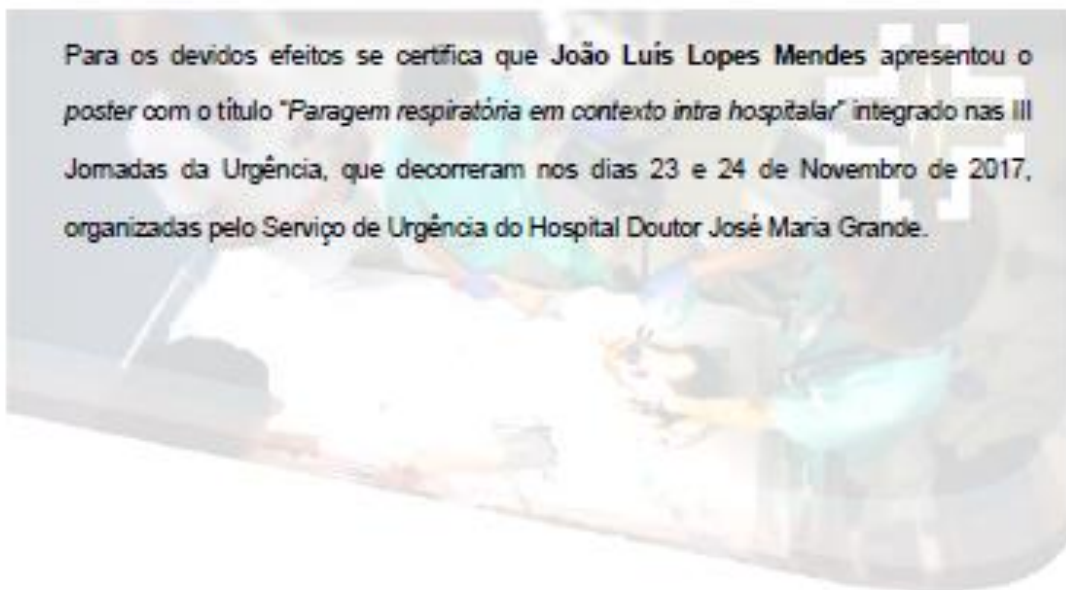 Para os devidos efeitos se certifica que João Luís Lopes Mendes apresentou o
poster com o título "Paragem respiratória em contexto intra hospitalar" integrado nas III
Jornadas da Urgência, que decorreram nos dias 23 e 24 de Novembro de 2017,
organizadas pelo Serviço de Urgência do Hospital Doutor José Maria Grande.